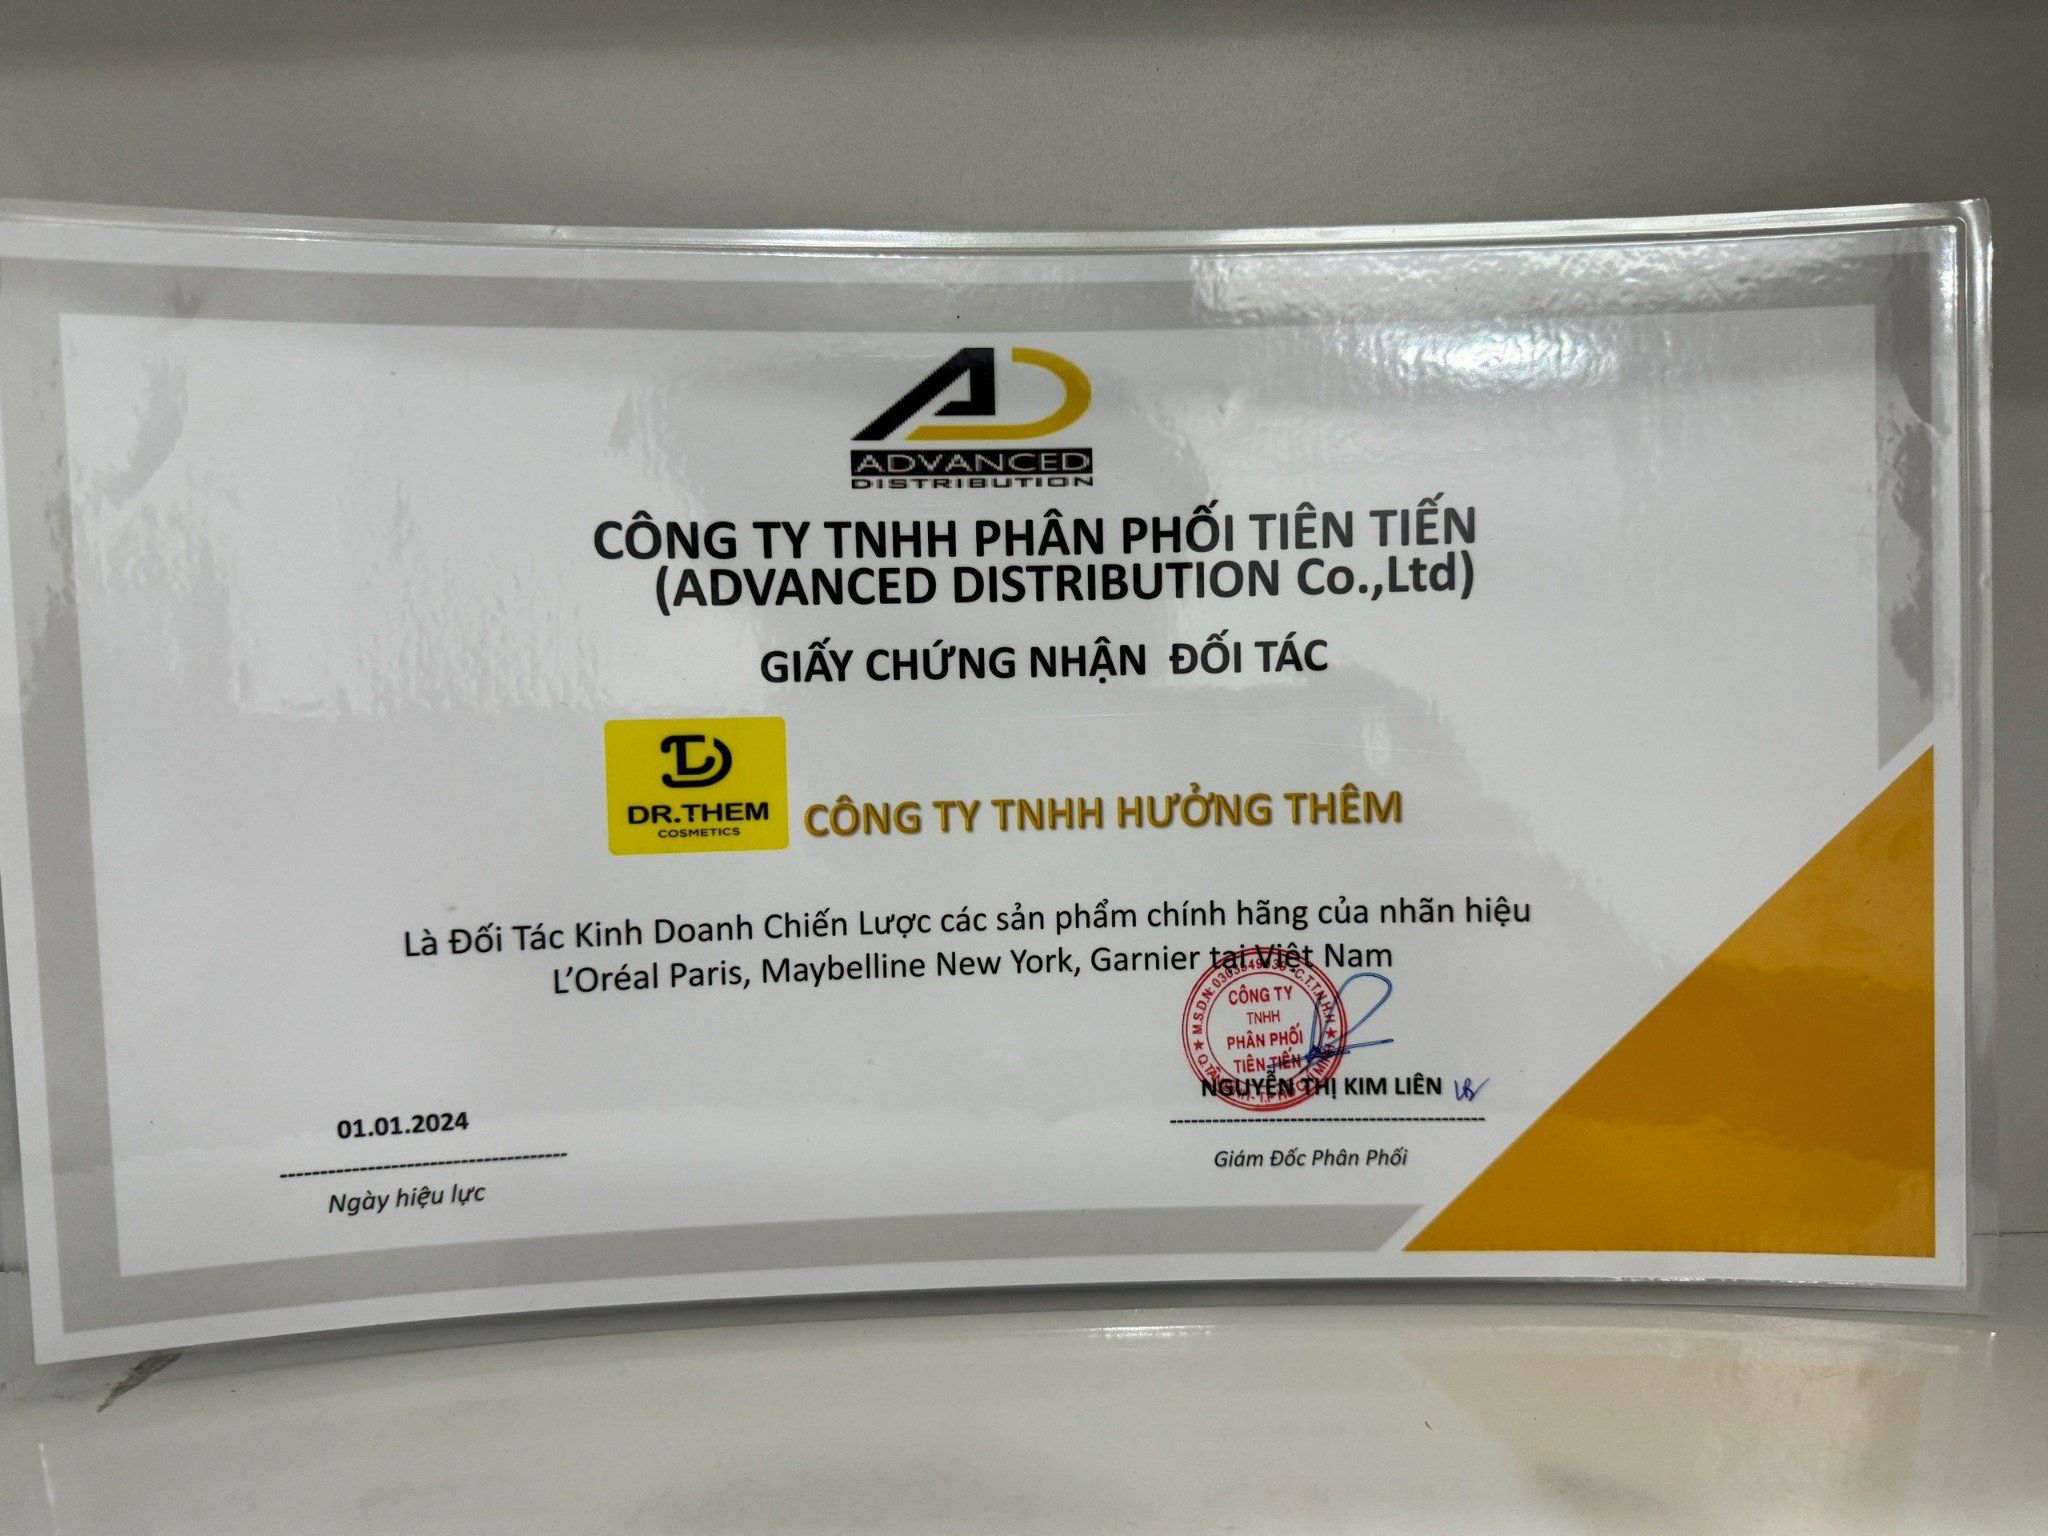 ADVANCED
DISTRIBUTION
CÔNG TY TNHH PHÂN PHỐI TIÊN TIẾN
(ADVANCED DISTRIBUTION Co.,Ltd)
GIẤY CHỨNG NHẬN ĐỐI TÁC
DR.THEM
COSMETICS
CÔNG TY TNHH HƯỞNG THÊM
Là Đối Tác Kinh Doanh Chiến Lược các sản phẩm chính hãng của nhãn hiệu
L'Oréal Paris, Maybelline New York, Garnier tại Việt Nam
CÔNG TY
TNHH
PHÂN PHỐI
TIÊN TIẾN
NGUYỄN THỊ KIM LIÊN
Giám Đốc Phân Phối
01.01.2024
Ngày hiệu lực